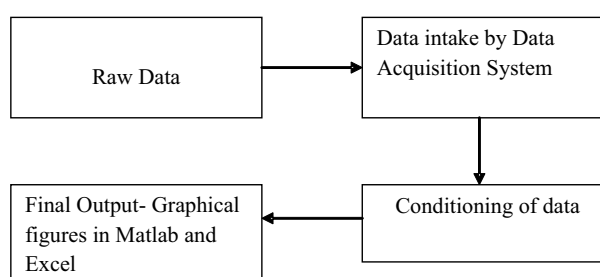 Raw Data
Data intake by Data
Acquisition System
Conditioning of data
Final Output- Graphical
figures in Matlab and
Excel